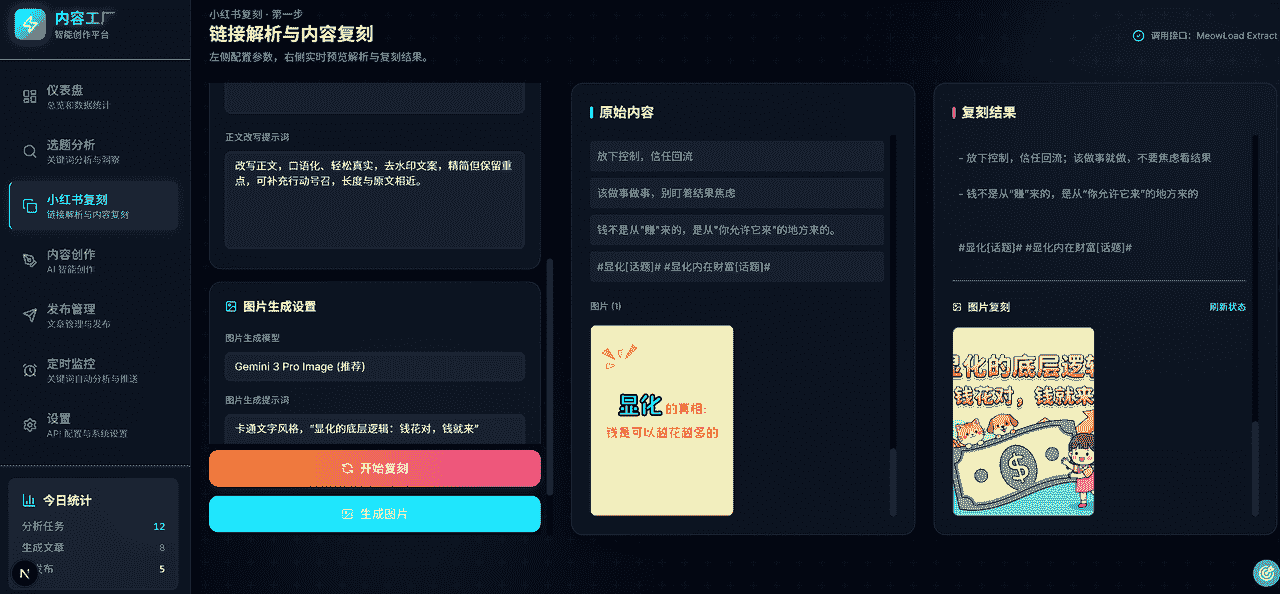 内容工厂
智能创作平台
仪表盘
总览和数据统计
选题分析
关键词分析与洞察
小红书复刻
链接解析与内容复刻
内容创作
AI 智能创作
发布管理
文章管理与发布
定时监控
关键词自动分析与推送
设置
API 配置与系统设置
今日统计
分析任务 12
生成文章 8
发布 5
N
小红书复刻 · 第一步
链接解析与内容复刻
左侧配置参数，右侧实时预览解析与复刻结果。
调用接口：MeowLoad Extract
正文改写提示词
改写正文，口语化、轻松真实，去水印文案，精简但保留重
点，可补充行动号召，长度与原文相近。
图片生成设置
图片生成模型
Gemini 3 Pro Image (推荐)
图片生成提示词
卡通文字风格，"显化的底层逻辑：钱花对，钱就来"
开始复刻
生成图片
原始内容
放下控制，信任回流
该做事做事，别盯着结果焦虑
钱不是从"赚"来的，是从"你允许它来"的地方来的。
#显化[话题]# #显化内在财富[话题]#
图片 (1)
显化的真相:
钱是可以越花越多的
复刻结果
- 放下控制，信任回流；该做事就做，不要焦虑看结果
- 钱不是从"赚"来的，是从"你允许它来"的地方来的
#显化[话题]# #显化内在财富[话题]#
图片复刻
刷新状态
显化的底层逻辑
钱花对，钱就来
$